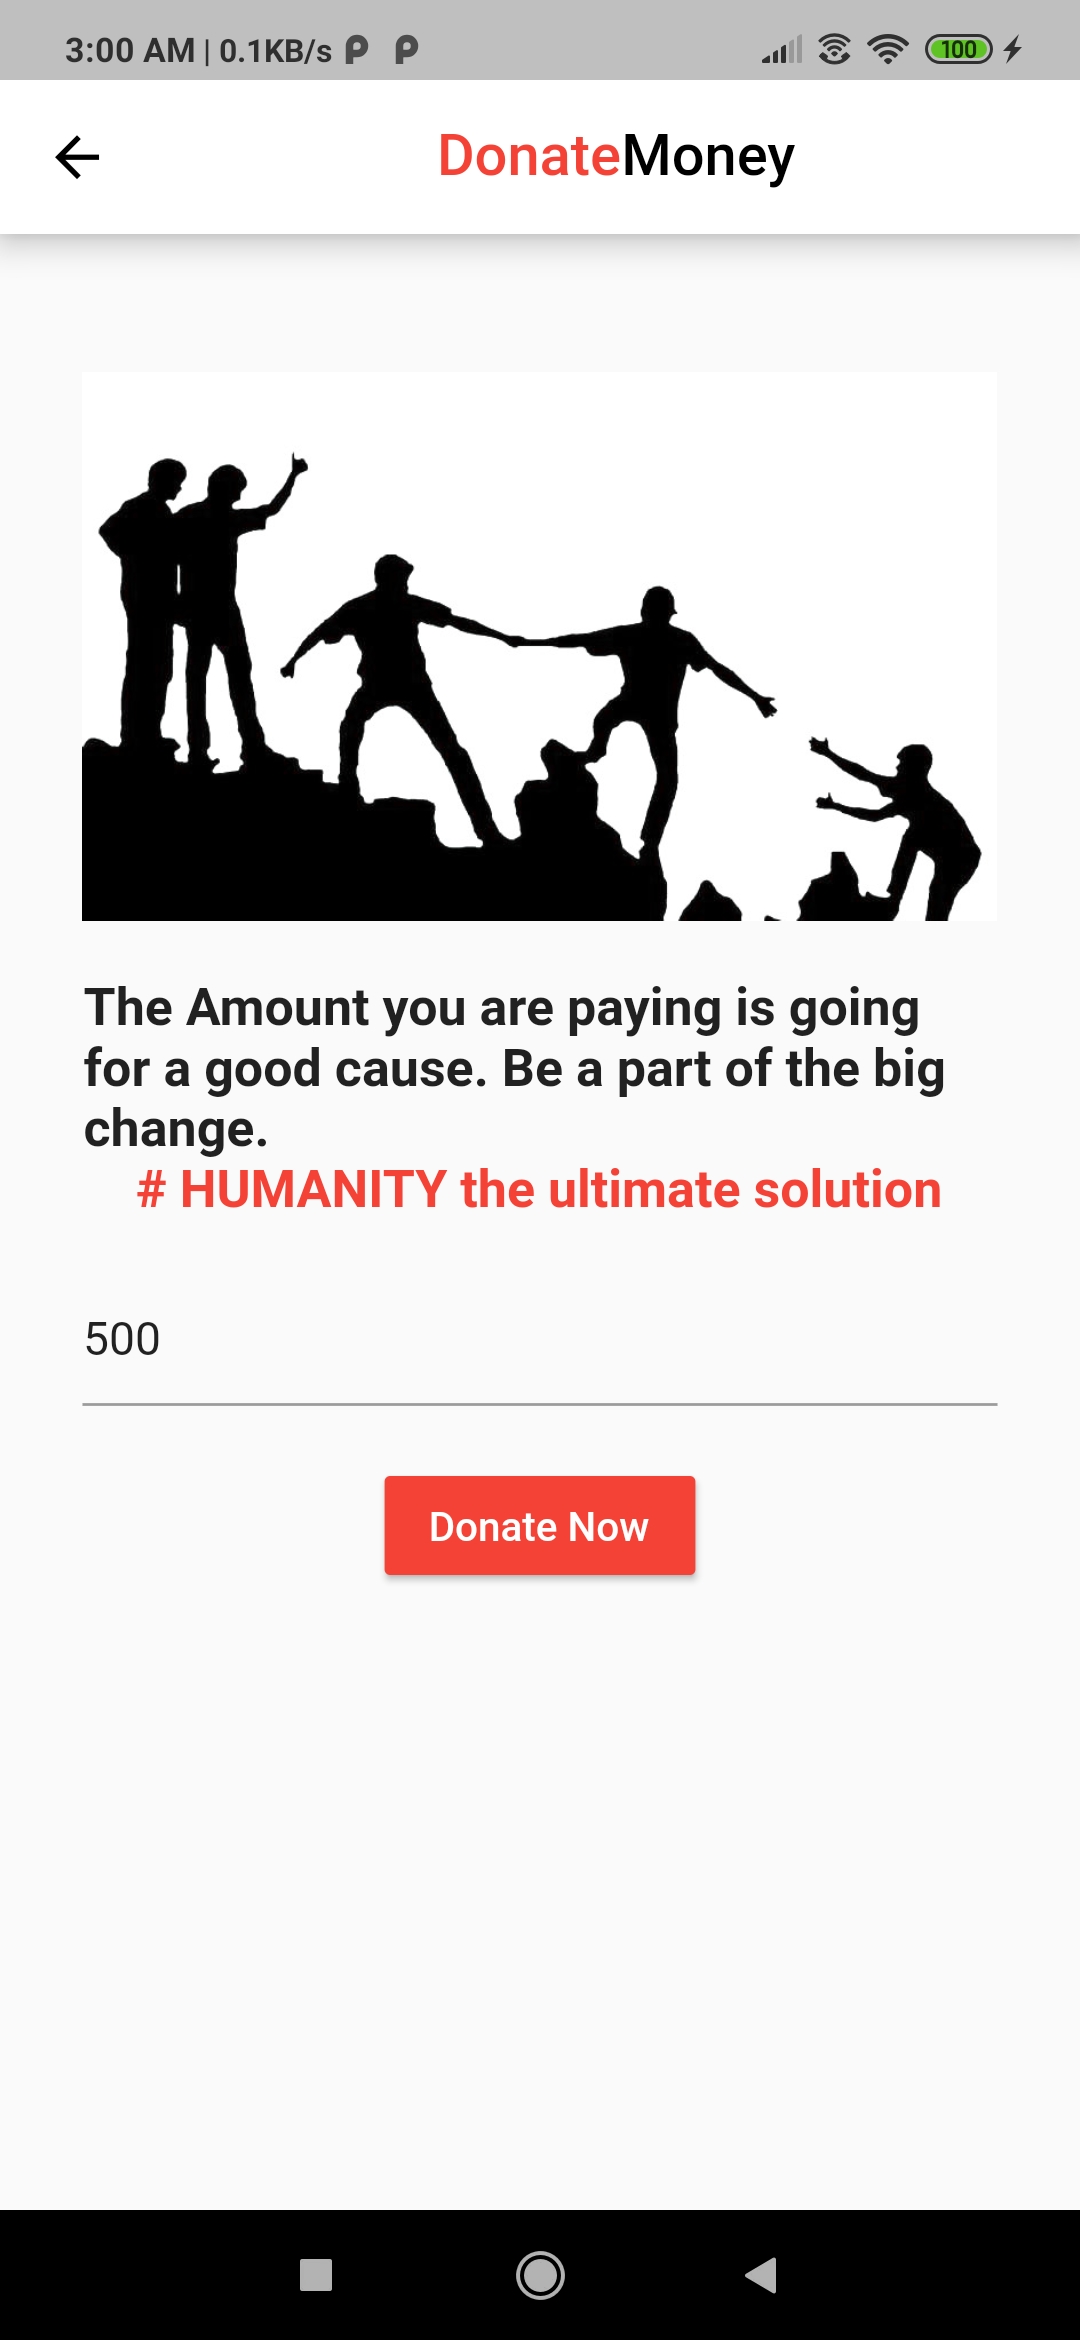 3:00 AM | 0.1KB/s
100
DonateMoney
The Amount you are paying is going
for a good cause. Be a part of the big
change.
# HUMANITY the ultimate solution
500
Donate Now